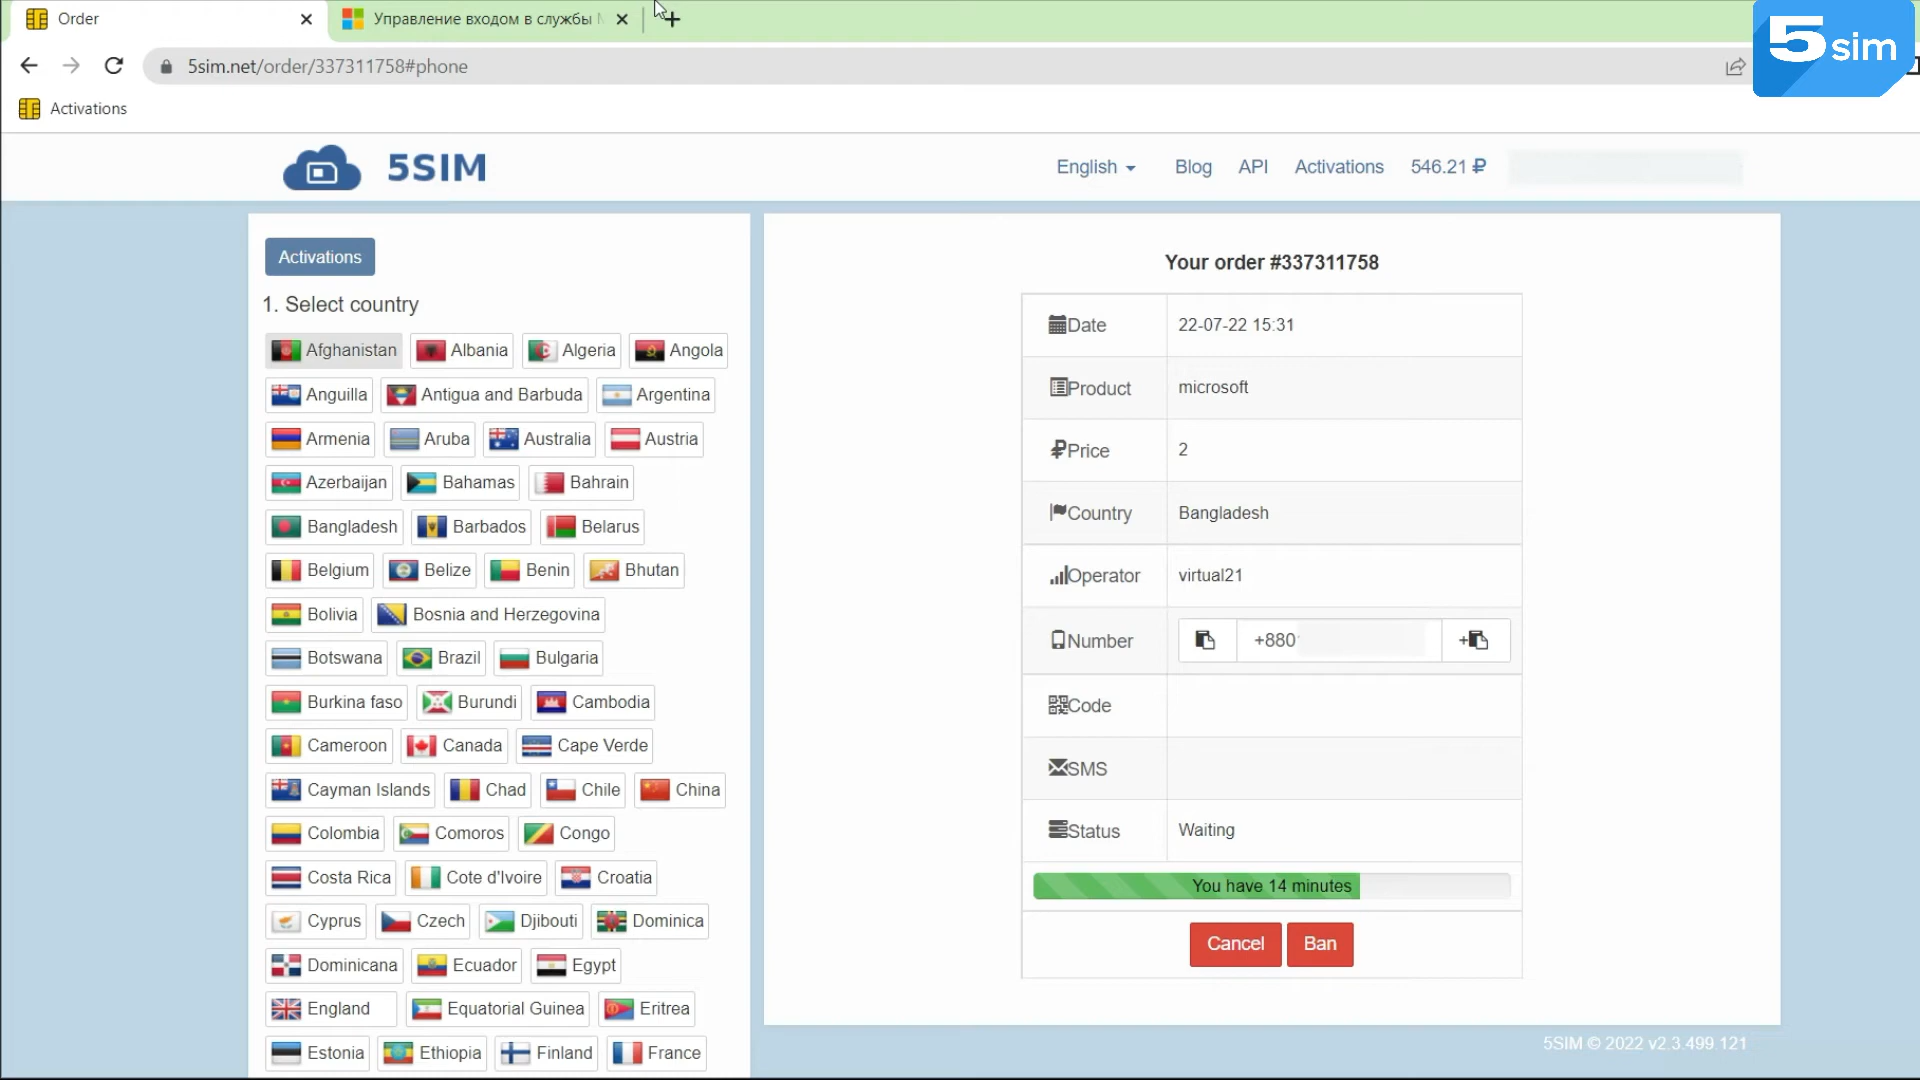 Order
Управление входом в службы
5sim
5sim.net/order/337311758#phone
Activations
5SIM
English
Blog
API
Activations
546.21 ₽
Activations
1. Select country
Afghanistan Albania Algeria Angola
Anguilla Antigua and Barbuda Argentina
Armenia Aruba Australia Austria
Azerbaijan Bahamas Bahrain
Bangladesh Barbados Belarus
Belgium Belize Benin Bhutan
Bolivia Bosnia and Herzegovina
Botswana Brazil Bulgaria
Burkina faso Burundi Cambodia
Cameroon Canada Cape Verde
Cayman Islands Chad Chile China
Colombia Comoros Congo
Costa Rica Cote d'Ivoire Croatia
Cyprus Czech Djibouti Dominica
Dominicana Ecuador Egypt
England Equatorial Guinea Eritrea
Estonia Ethiopia Finland France
Your order #337311758
Date 22-07-22 15:31
Product microsoft
Price 2
Country Bangladesh
Operator virtual21
Number +880
Code
SMS
Status Waiting
You have 14 minutes
Cancel Ban
5SIM © 2022 v2.3.499.121